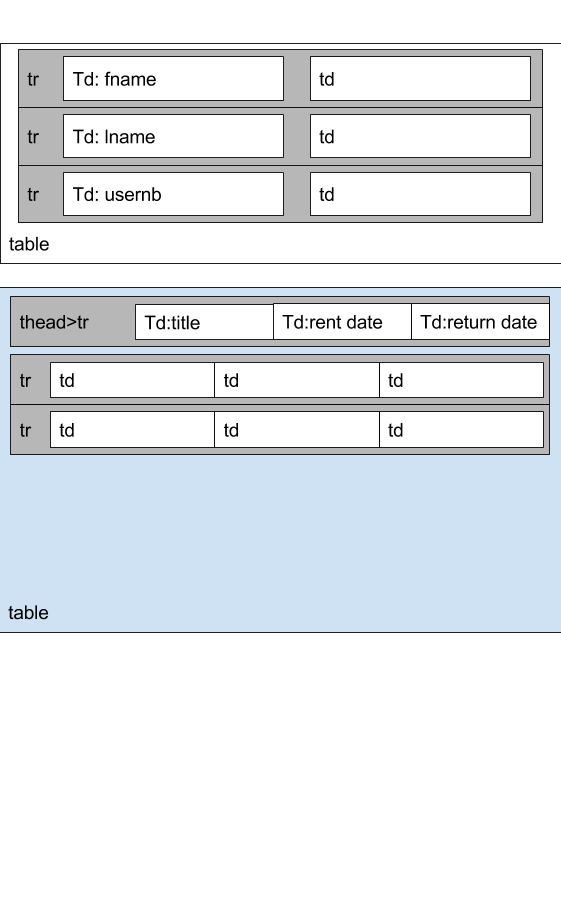 tr Td: fname td
tr Td: lname td
tr Td: usernb td
table
thead>tr Td:title Td:rent date Td:return date
tr td td td
tr td td td
table